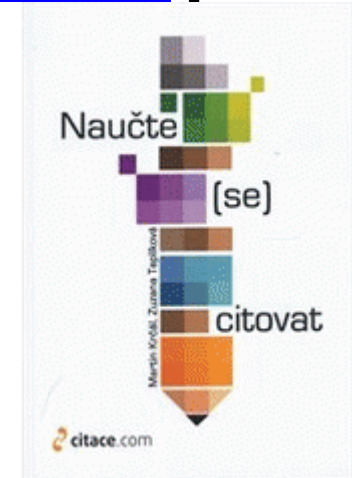 Naučte
(se)
citovat
Martin Krčál, Zuzana Teplíková
citace.com